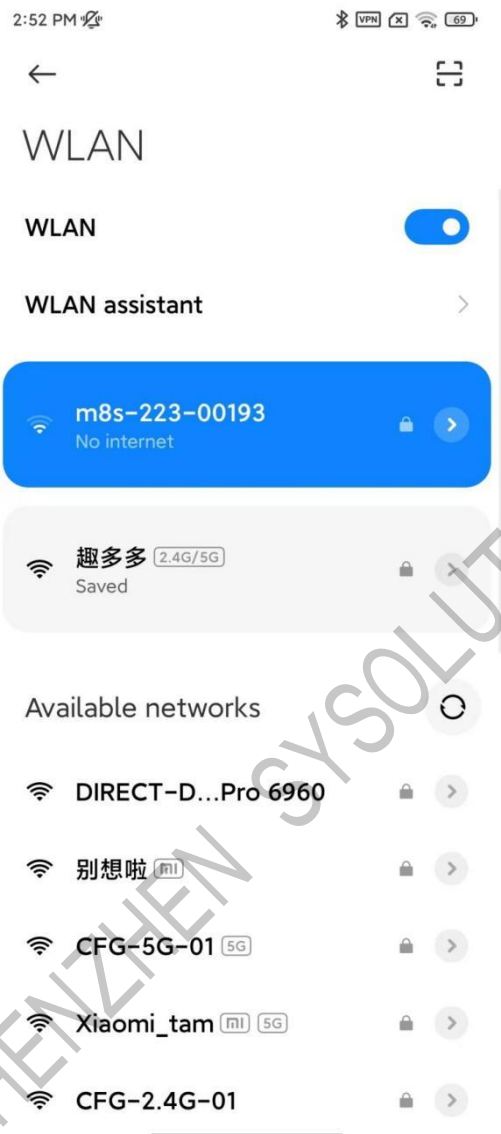 2:52 PM VPN 69
WLAN
WLAN
WLAN assistant
m8s-223-00193
No internet
趣多多 2.4G/5G
Saved
Available networks
DIRECT-D...Pro 6960
别想啦
CFG-5G-01 5G
Xiaomi_tam 5G
CFG-2.4G-01